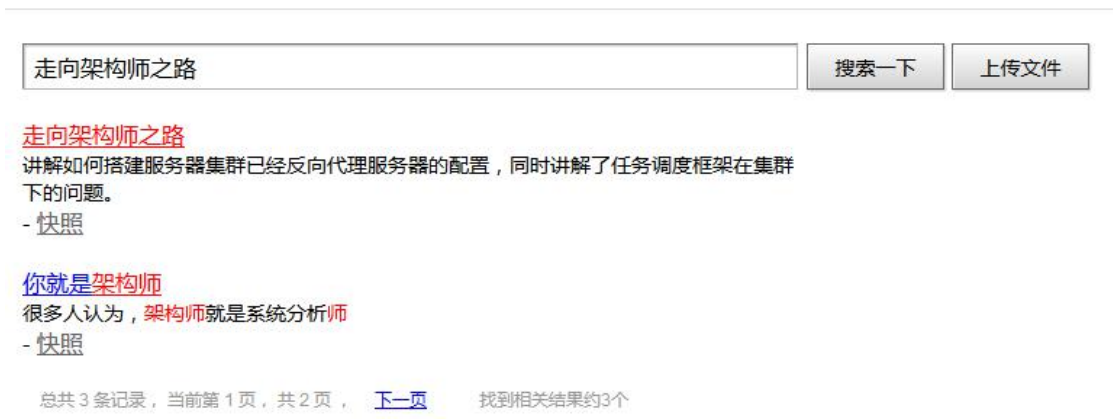 走向架构师之路 搜索一下 上传文件
走向架构师之路
讲解如何搭建服务器集群已经反向代理服务器的配置，同时讲解了任务调度框架在集群
下的问题。
- 快照
你就是架构师
很多人认为，架构师就是系统分析师
- 快照
总共 3 条记录，当前第 1 页，共 2 页， 下一页 找到相关结果约3个